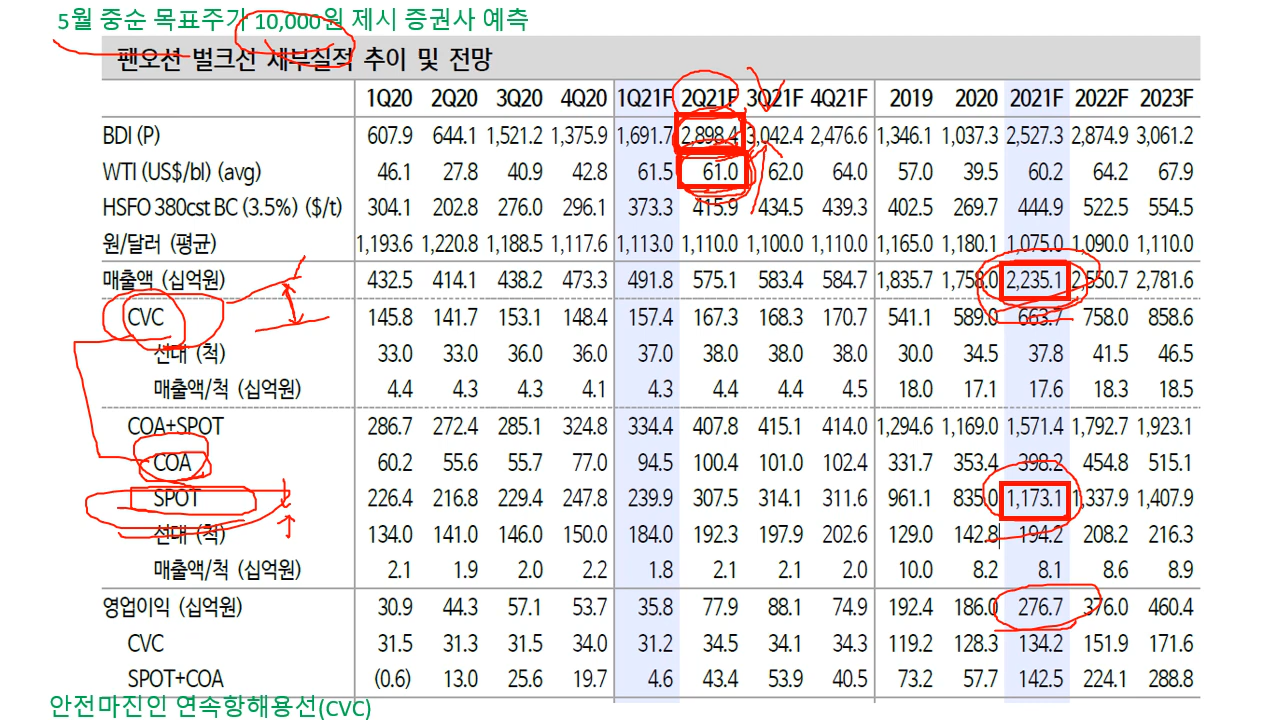 5월 중순 목표주가 10,000원 제시 증권사 예측
팬오션 벌크선 세부실적 추이 및 전망
1Q20 2Q20 3Q20 4Q20 1Q21F 2Q21F 3Q21F 4Q21F 2019 2020 2021F 2022F 2023F
BDI (P) 607.9 644.1 1,521.2 1,375.9 1,691.7 2,898.4 3,042.4 2,476.6 1,346.1 1,037.3 2,527.3 2,874.9 3,061.2
WTI (US$/bl) (avg) 46.1 27.8 40.9 42.8 61.5 61.0 62.0 64.0 57.0 39.5 60.2 64.2 67.9
HSFO 380cst BC (3.5%) ($/t) 304.1 202.8 276.0 296.1 373.3 415.9 434.5 439.3 402.5 269.7 444.9 522.5 554.5
원/달러 (평균) 1,193.6 1,220.8 1,188.5 1,117.6 1,113.0 1,110.0 1,100.0 1,110.0 1,165.0 1,180.1 1,075.0 1,090.0 1,110.0
매출액 (십억원) 432.5 414.1 438.2 473.3 491.8 575.1 583.4 584.7 1,835.7 1,758.0 2,235.1 2,550.7 2,781.6
CVC 145.8 141.7 153.1 148.4 157.4 167.3 168.3 170.7 541.1 589.0 663.7 758.0 858.6
선대 (척) 33.0 33.0 36.0 36.0 37.0 38.0 38.0 38.0 30.0 34.5 37.8 41.5 46.5
매출액/척 (십억원) 4.4 4.3 4.3 4.1 4.3 4.4 4.4 4.5 18.0 17.1 17.6 18.3 18.5
COA+SPOT 286.7 272.4 285.1 324.8 334.4 407.8 415.1 414.0 1,294.6 1,169.0 1,571.4 1,792.7 1,923.1
COA 60.2 55.6 55.7 77.0 94.5 100.4 101.0 102.4 331.7 353.4 398.2 454.8 515.1
SPOT 226.4 216.8 229.4 247.8 239.9 307.5 314.1 311.6 961.1 835.0 1,173.1 1,337.9 1,407.9
선대 (척) 134.0 141.0 146.0 150.0 184.0 192.3 197.9 202.6 129.0 142.8 194.2 208.2 216.3
매출액/척 (십억원) 2.1 1.9 2.0 2.2 1.8 2.1 2.1 2.0 10.0 8.2 8.1 8.6 8.9
영업이익 (십억원) 30.9 44.3 57.1 53.7 35.8 77.9 88.1 74.9 192.4 186.0 276.7 376.0 460.4
CVC 31.5 31.3 31.5 34.0 31.2 34.5 34.1 34.3 119.2 128.3 134.2 151.9 171.6
SPOT+COA (0.6) 13.0 25.6 19.7 4.6 43.4 53.9 40.5 73.2 57.7 142.5 224.1 288.8
안전마진인 연속항해용선(CVC)